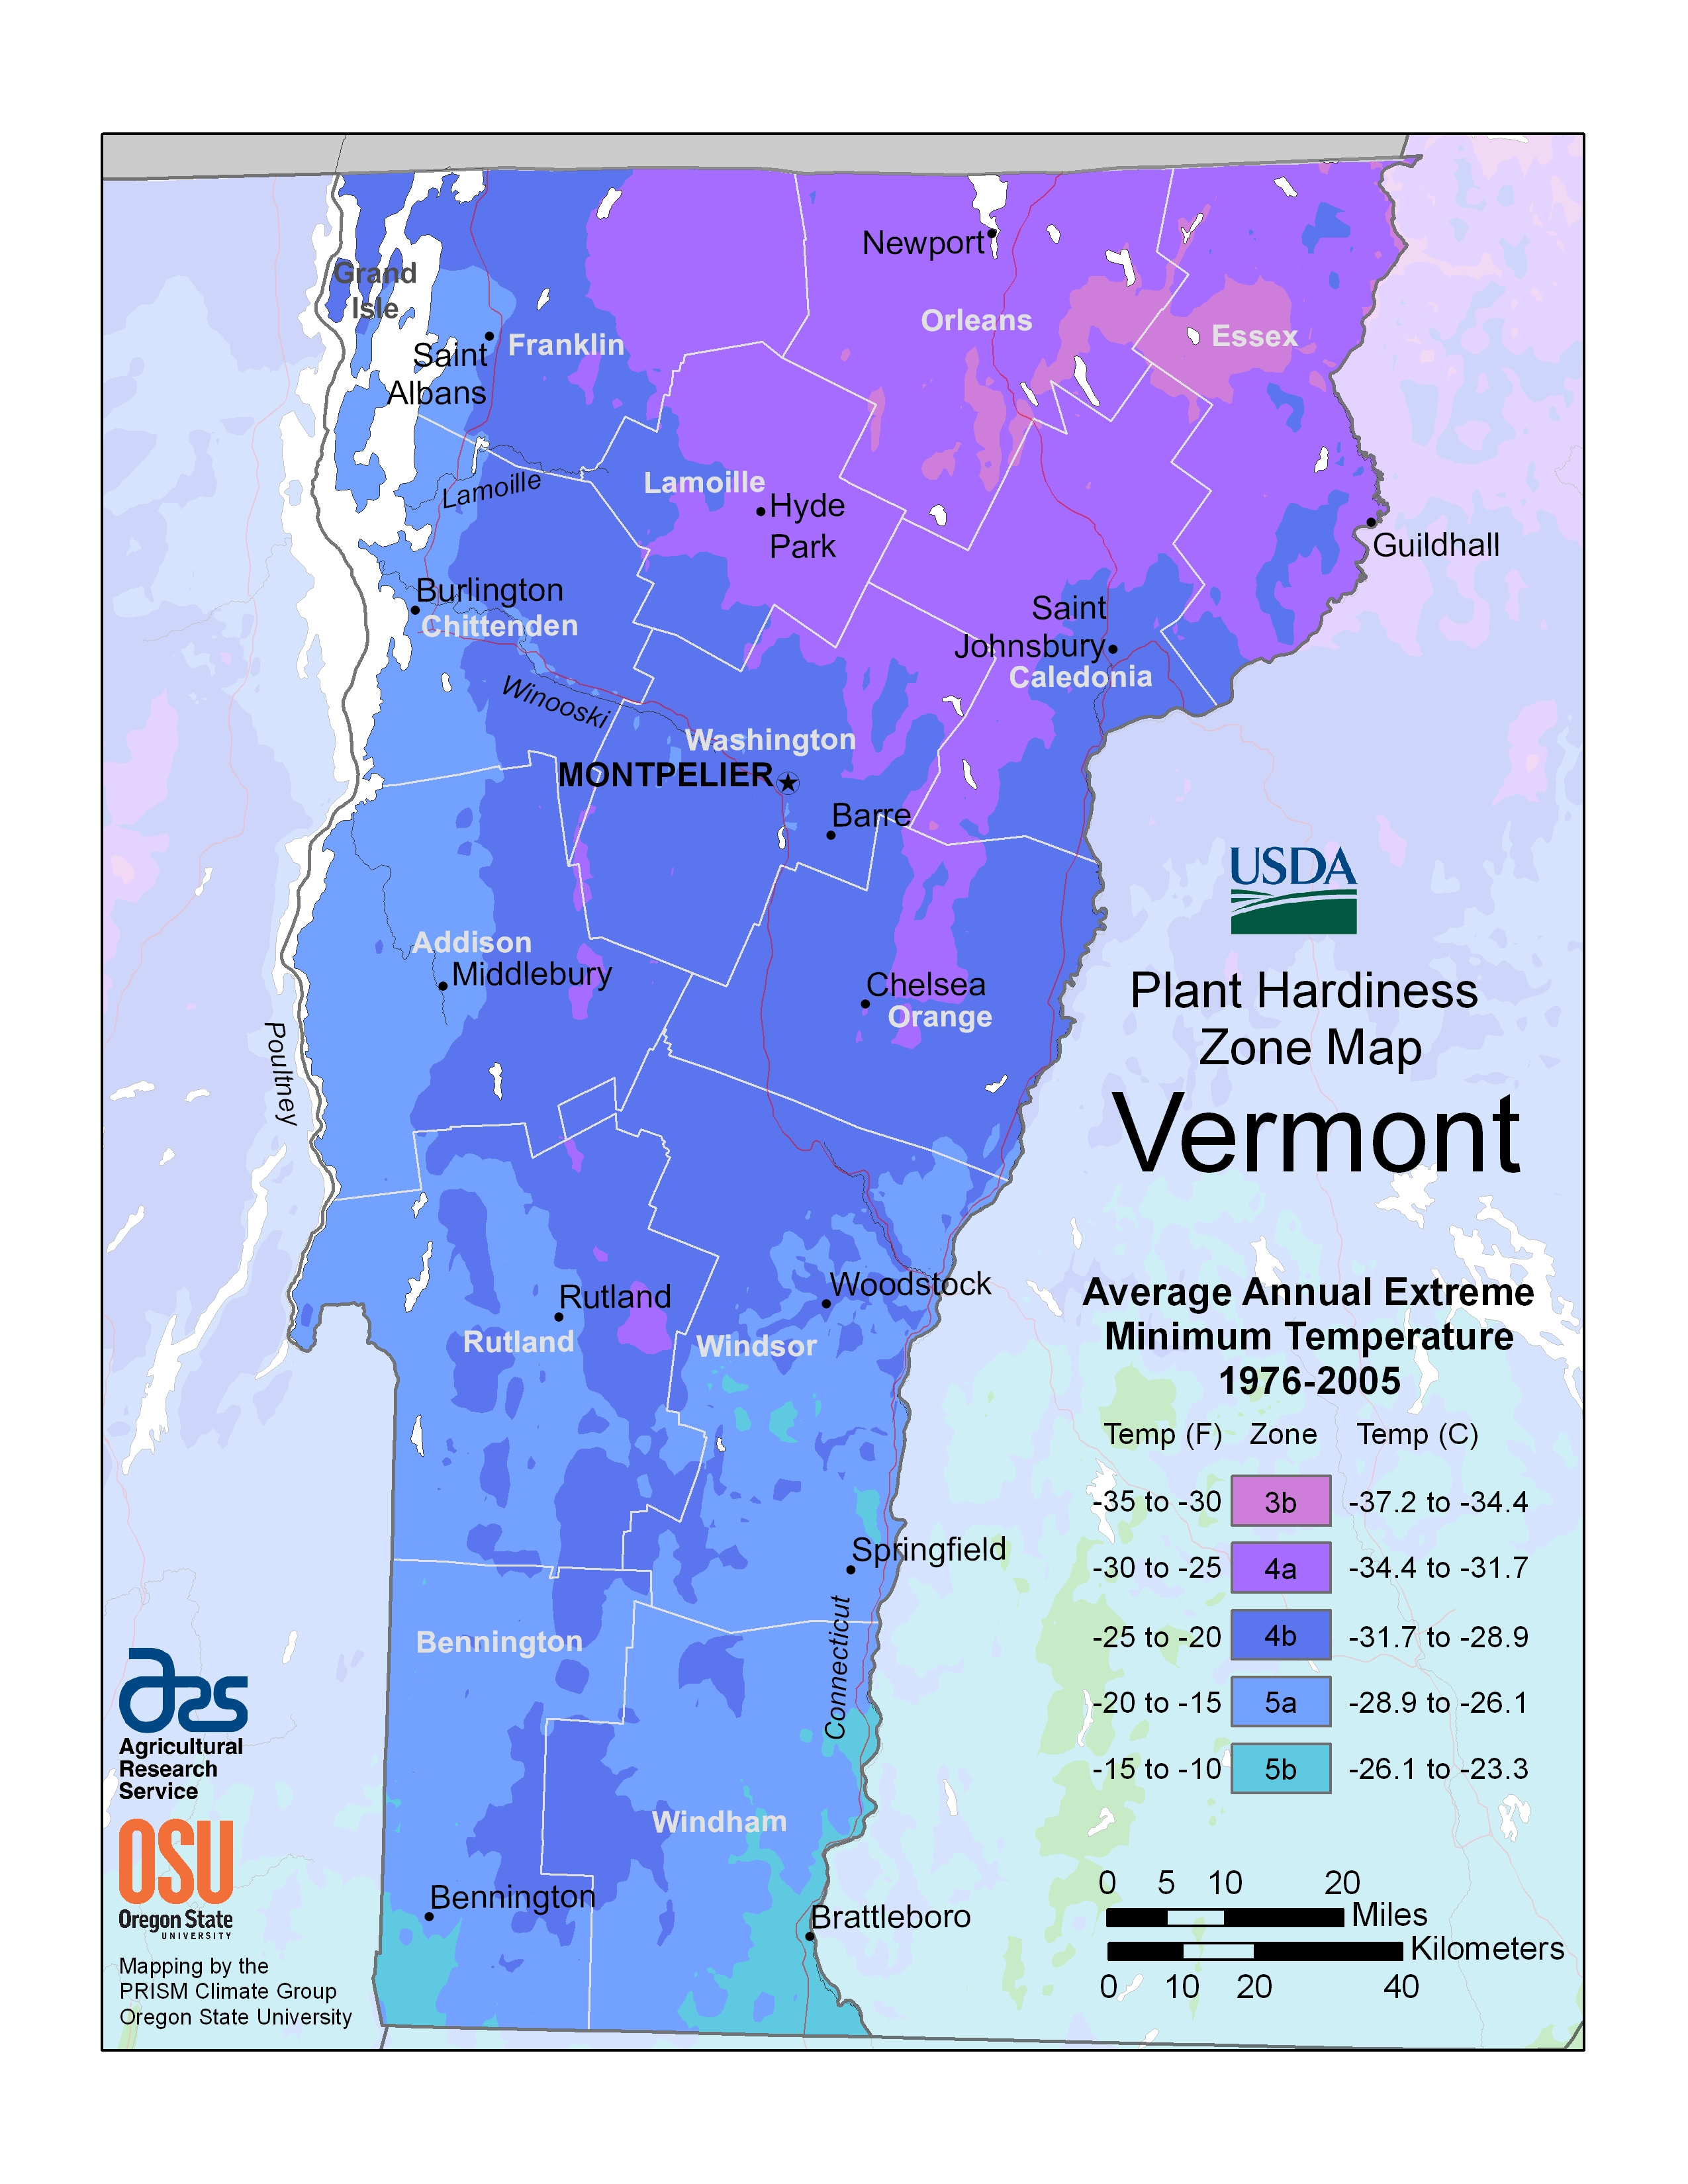 Newport
Grand
Isle
Orleans
Essex
Saint
Albans
Franklin
Lamoille
Lamoille
Hyde
Park
Guildhall
Burlington
Chittenden
Saint
Johnsbury
Caledonia
Winooski
Washington
MONTPELIER
Barre
Addison
Middlebury
Chelsea
Orange
Poultney
Woodstock
Rutland
Rutland
Windsor
Springfield
Connecticut
Bennington
Windham
Bennington
Brattleboro
USDA
Plant Hardiness
Zone Map
Vermont
Average Annual Extreme
Minimum Temperature
1976-2005
Temp (F) Zone Temp (C)
-35 to -30 3b -37.2 to -34.4
-30 to -25 4a -34.4 to -31.7
-25 to -20 4b -31.7 to -28.9
-20 to -15 5a -28.9 to -26.1
-15 to -10 5b -26.1 to -23.3
0 5 10 20
Miles
Kilometers
0 10 20 40
ars
Agricultural
Research
Service
OSU
Oregon State
UNIVERSITY
Mapping by the
PRISM Climate Group
Oregon State University